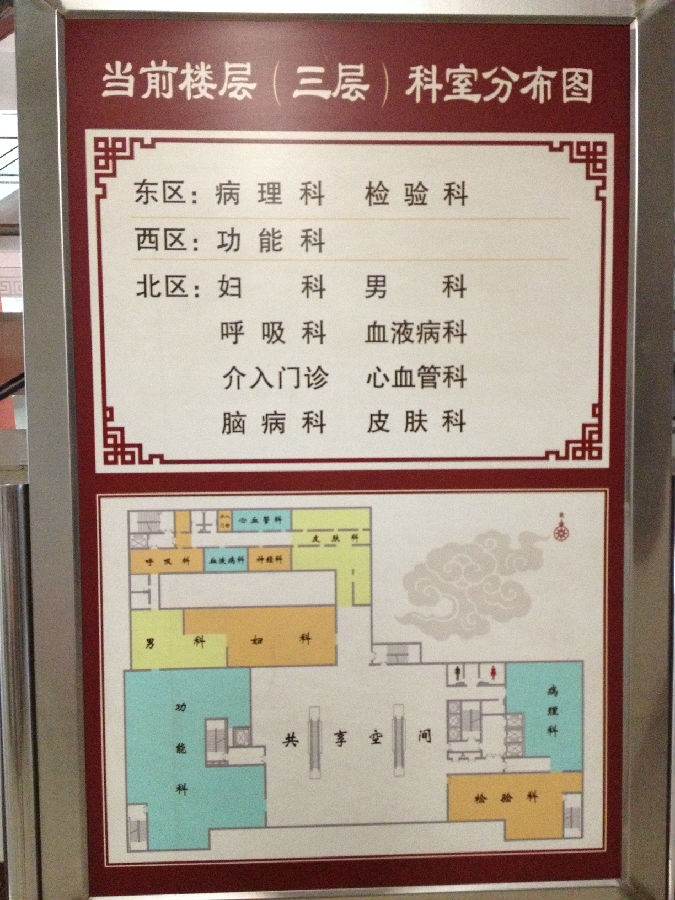 当前楼层（三层）科室分布图
东区：病理科 检验科
西区：功能科
北区：妇科 男科
呼吸科 血液病科
介入门诊 心血管科
脑病科 皮肤科
心血管科
皮肤科
呼吸科 血液病科 神经科
男科 妇科
功能科
共享空间
病理科
检验科